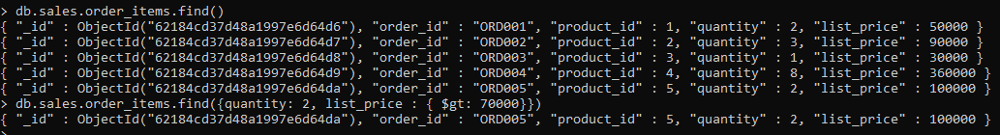 > db.sales.order_items.find()
{ "_id" : ObjectId("62184cd37d48a1997e6d64d6"), "order_id" : "ORD001", "product_id" : 1, "quantity" : 2, "list_price" : 50000 }
{ "_id" : ObjectId("62184cd37d48a1997e6d64d7"), "order_id" : "ORD002", "product_id" : 2, "quantity" : 3, "list_price" : 90000 }
{ "_id" : ObjectId("62184cd37d48a1997e6d64d8"), "order_id" : "ORD003", "product_id" : 3, "quantity" : 1, "list_price" : 30000 }
{ "_id" : ObjectId("62184cd37d48a1997e6d64d9"), "order_id" : "ORD004", "product_id" : 4, "quantity" : 8, "list_price" : 360000 }
{ "_id" : ObjectId("62184cd37d48a1997e6d64da"), "order_id" : "ORD005", "product_id" : 5, "quantity" : 2, "list_price" : 100000 }
> db.sales.order_items.find({quantity: 2, list_price : { $gt: 70000}})
{ "_id" : ObjectId("62184cd37d48a1997e6d64da"), "order_id" : "ORD005", "product_id" : 5, "quantity" : 2, "list_price" : 100000 }